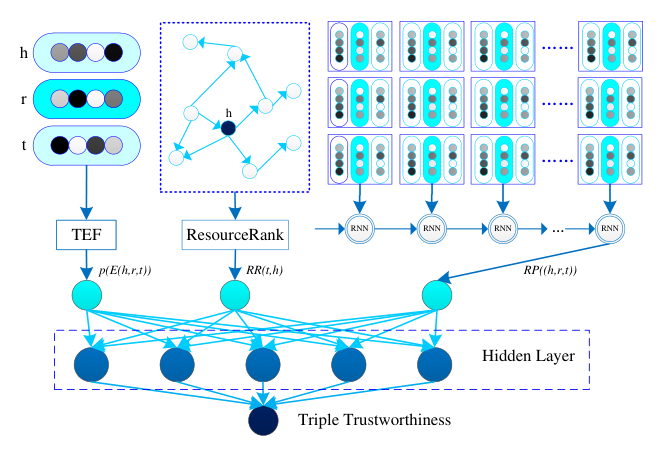 h
r
t
h
......
......
......
TEF
ResourceRank
RNN
RNN
RNN
...
RNN
p(E(h,r,t))
RR(t,h)
RP((h,r,t))
Hidden Layer
Triple Trustworthiness